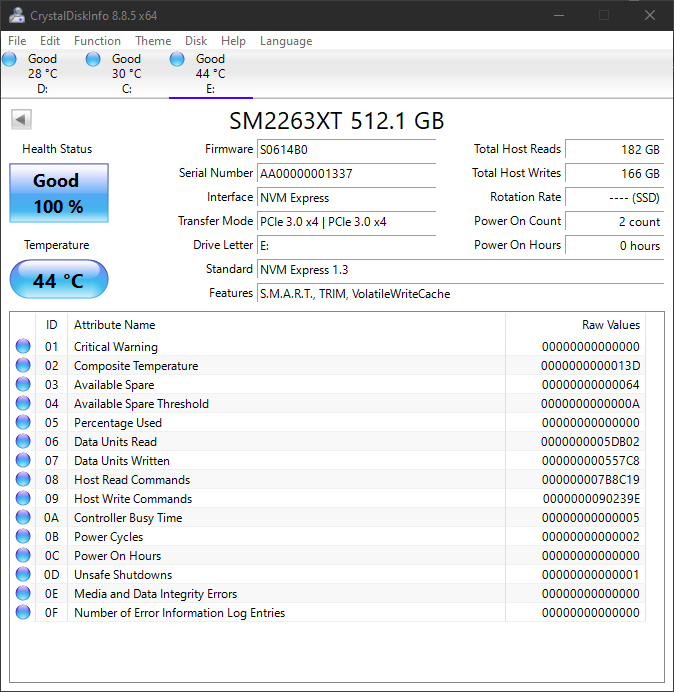 CrystalDiskInfo 8.8.5 x64
File Edit Function Theme Disk Help Language
Good Good Good
28 °C 30 °C 44 °C
D: C: E:
SM2263XT 512.1 GB
Health Status
Good
100 %
Temperature
44 °C
Firmware S0614B0
Serial Number AA00000001337
Interface NVM Express
Transfer Mode PCIe 3.0 x4 | PCIe 3.0 x4
Drive Letter E:
Standard NVM Express 1.3
Features S.M.A.R.T., TRIM, VolatileWriteCache
Total Host Reads 182 GB
Total Host Writes 166 GB
Rotation Rate ---- (SSD)
Power On Count 2 count
Power On Hours 0 hours
ID Attribute Name Raw Values
01 Critical Warning 00000000000000
02 Composite Temperature 0000000000013D
03 Available Spare 00000000000064
04 Available Spare Threshold 0000000000000A
05 Percentage Used 00000000000000
06 Data Units Read 0000000005DB02
07 Data Units Written 000000000557C8
08 Host Read Commands 000000007B8C19
09 Host Write Commands 0000000090239E
0A Controller Busy Time 00000000000005
0B Power Cycles 00000000000002
0C Power On Hours 00000000000000
0D Unsafe Shutdowns 00000000000001
0E Media and Data Integrity Errors 00000000000000
0F Number of Error Information Log Entries 00000000000000